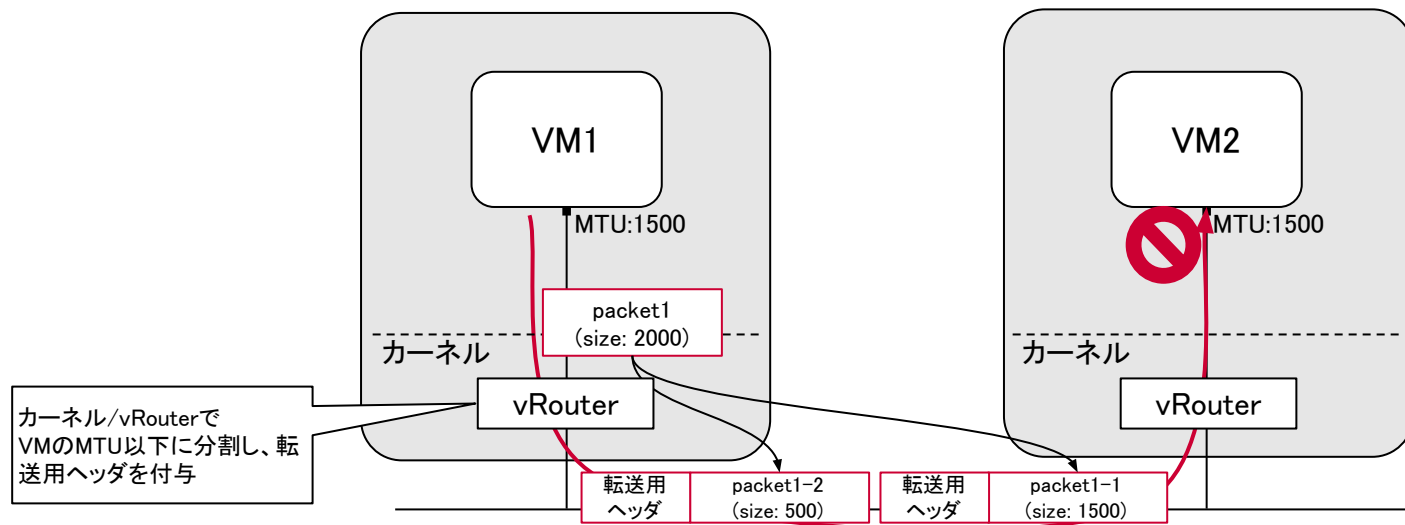 VM1
VM2
MTU:1500
MTU:1500
packet1
(size: 2000)
カーネル
カーネル
vRouter
vRouter
カーネル/vRouterで
VMのMTU以下に分割し、転
送用ヘッダを付与
転送用
ヘッダ
packet1-2
(size: 500)
転送用
ヘッダ
packet1-1
(size: 1500)